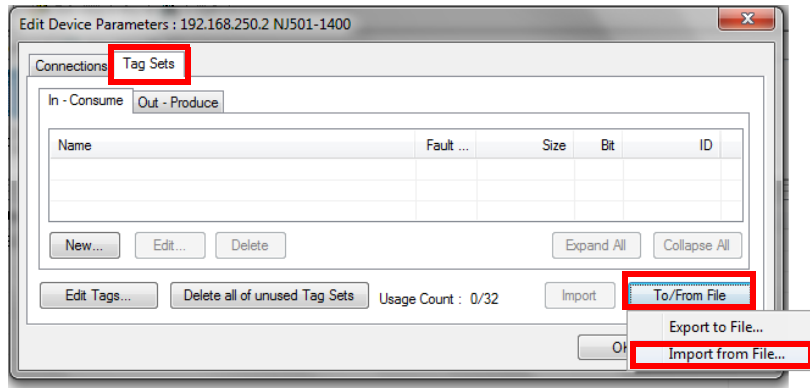 Edit Device Parameters : 192.168.250.2 NJ501-1400
Connections Tag Sets
In - Consume Out - Produce
Name Fault ... Size Bit ID
New... Edit... Delete Expand All Collapse All
Edit Tags... Delete all of unused Tag Sets Usage Count : 0/32 Import To/From File
Export to File...
Import from File...